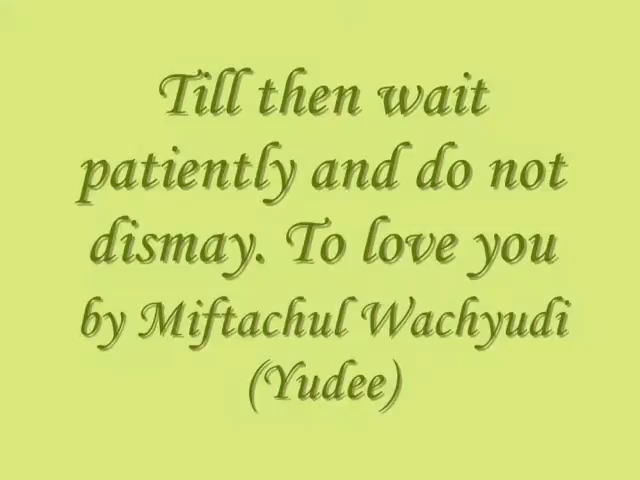 Till then wait
patiently and do not
dismay. To love you
by Miftachul Wachyudi
(Yudee)